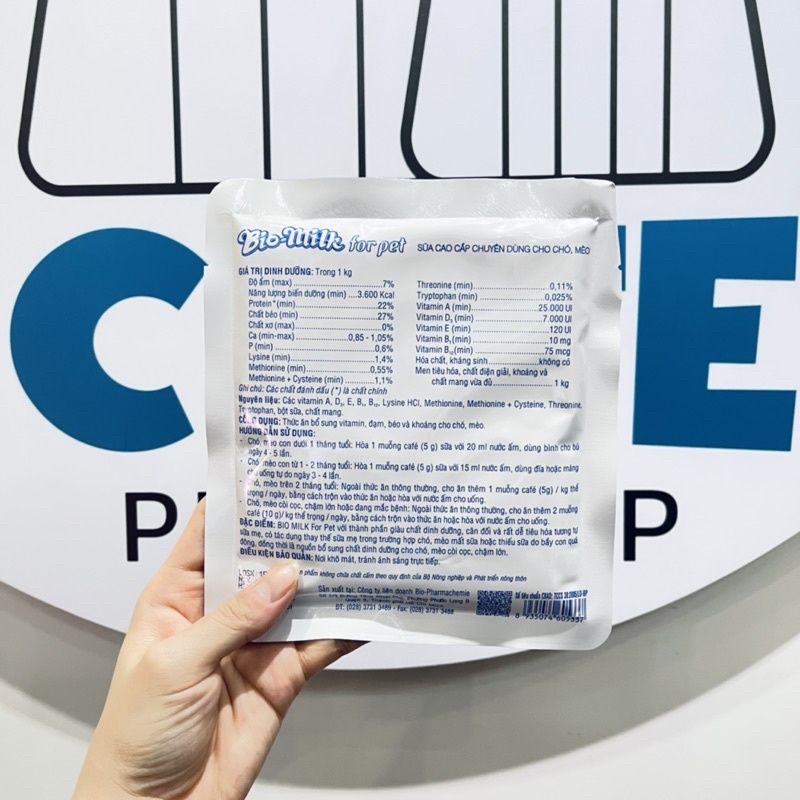 Bio-Milk for pet SỮA CAO CẤP CHUYÊN DÙNG CHO CHÓ, MÈO
GIÁ TRỊ DINH DƯỠNG: Trong 1 kg
Độ ẩm (max) 7%
Năng lượng biến dưỡng (min) 3.600 Kcal
Protein*(min) 22%
Chất béo (min) 27%
Chất xơ (max) 0%
Ca (min-max) 0,85 - 1,05%
P (min) 0,6%
Lysine (min) 1,4%
Methionine (min) 0,55%
Methionine + Cysteine (min) 1,1%
Threonine (min) 0,11%
Tryptophan (min) 0,025%
Vitamin A (min) 25.000 UI
Vitamin D₃ (min) 7.000 UI
Vitamin E (min) 120 UI
Vitamin B₁ (min) 10 mg
Vitamin B₁₂ (min) 75 mcg
Hóa chất, kháng sinh không có
Men tiêu hóa, chất điện giải, khoáng và
chất mang vừa đủ 1 kg
Ghi chú: Các chất đánh dấu (*) là chất chính
Nguyên liệu: Các vitamin A, D₃, E, B₁, B₁₂, Lysine HCl, Methionine, Methionine + Cysteine, Threonine,
Tryptophan, bột sữa, chất mang.
CÔNG DỤNG: Thức ăn bổ sung vitamin, đạm, béo và khoáng cho chó, mèo.
HƯỚNG DẪN SỬ DỤNG:
- Chó, mèo con dưới 1 tháng tuổi: Hòa 1 muỗng café (5 g) sữa với 20 ml nước ấm, dùng bình cho bú
ngày 4 - 5 lần.
- Chó, mèo con từ 1 - 2 tháng tuổi: Hòa 1 muỗng café (5 g) sữa với 15 ml nước ấm, dùng dĩa hoặc máng
cho uống tự do ngày 3 - 4 lần.
- Chó, mèo trên 2 tháng tuổi: Ngoài thức ăn thông thường, cho ăn thêm 1 muỗng café (5g) / kg thể
trọng / ngày, bằng cách trộn vào thức ăn hoặc hòa với nước ấm cho uống.
- Chó, mèo còi cọc, chậm lớn hoặc đang mắc bệnh: Ngoài thức ăn thông thường, cho ăn thêm 2 muỗng
café (10 g)/ kg thể trọng / ngày, bằng cách trộn vào thức ăn hoặc hòa với nước ấm cho uống.
ĐẶC ĐIỂM: BIO MILK For Pet với thành phần giàu chất dinh dưỡng, cân đối và rất dễ tiêu hóa tương tự
sữa mẹ, có tác dụng thay thế sữa mẹ trong trường hợp chó, mèo mất sữa hoặc thiếu sữa do bầy con quá
đông, đồng thời là nguồn bổ sung chất dinh dưỡng cho chó, mèo còi cọc, chậm lớn.
ĐIỀU KIỆN BẢO QUẢN: Nơi khô mát, tránh ánh sáng trực tiếp.
phẩm không chứa chất cấm theo quy định của Bộ Nông nghiệp và Phát triển nông thôn
Sản xuất tại: Công ty liên doanh Bio-Pharmachemie
ĐT: (028) 3731 3489 - Fax: (028) 3731 3488
8 935074 605337